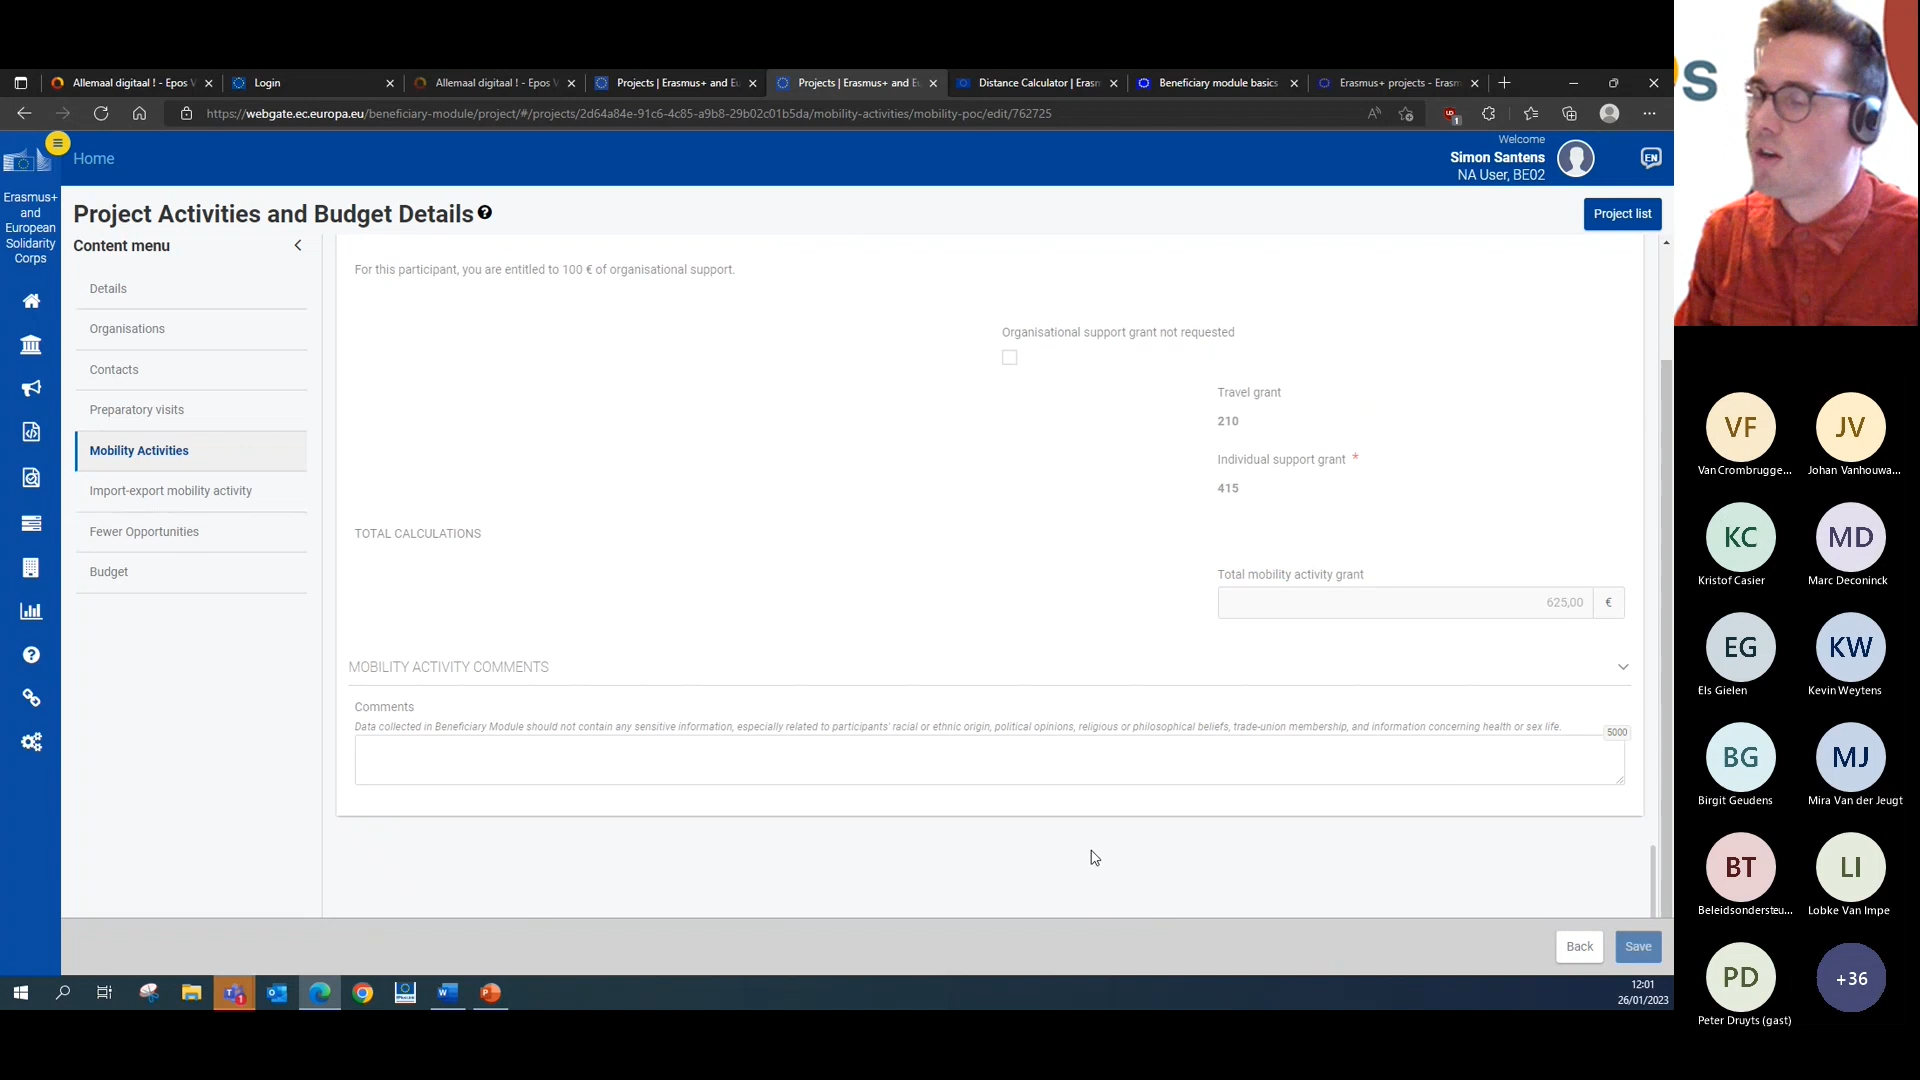 Allemaal digitaal ! - Epos V
Login
Allemaal digitaal ! - Epos V
Projects | Erasmus+ and Eu
Projects | Erasmus+ and Eu
Distance Calculator | Erasm
Beneficiary module basics
Erasmus+ projects - Erasm
https://webgate.ec.europa.eu/beneficiary-module/project/#/projects/2d64a84e-91c6-4c85-a9b8-29b02c01b5da/mobility-activities/mobility-poc/edit/762725
Home
Welcome
Simon Santens
NA User, BE02
EN
Erasmus+
and
European
Solidarity
Corps
Project Activities and Budget Details
Project list
Content menu
Details
Organisations
Contacts
Preparatory visits
Mobility Activities
Import-export mobility activity
Fewer Opportunities
Budget
For this participant, you are entitled to 100 € of organisational support.
Organisational support grant not requested
Travel grant
210
Individual support grant *
415
TOTAL CALCULATIONS
Total mobility activity grant
625,00 €
MOBILITY ACTIVITY COMMENTS
Comments
Data collected in Beneficiary Module should not contain any sensitive information, especially related to participants' racial or ethnic origin, political opinions, religious or philosophical beliefs, trade-union membership, and information concerning health or sex life.
5000
Back
Save
12:01
26/01/2023
os
VF
Van Crombrugge...
JV
Johan Vanhouwa...
KC
Kristof Casier
MD
Marc Deconinck
EG
Els Gielen
KW
Kevin Weytens
BG
Birgit Geudens
MJ
Mira Van der Jeugt
BT
Beleidsondersteu...
LI
Lobke Van Impe
PD
Peter Druyts (gast)
+36